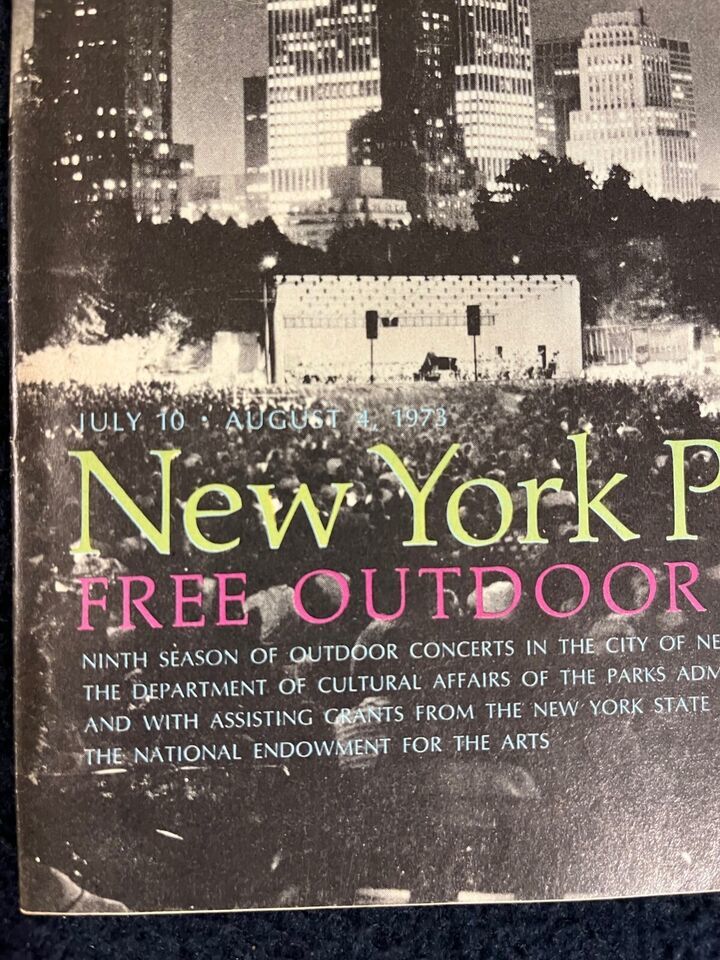 JULY 10 · AUGUST 4, 1973
New York P
FREE OUTDOOR
NINTH SEASON OF OUTDOOR CONCERTS IN THE CITY OF NE
THE DEPARTMENT OF CULTURAL AFFAIRS OF THE PARKS ADM
AND WITH ASSISTING GRANTS FROM THE NEW YORK STATE
THE NATIONAL ENDOWMENT FOR THE ARTS